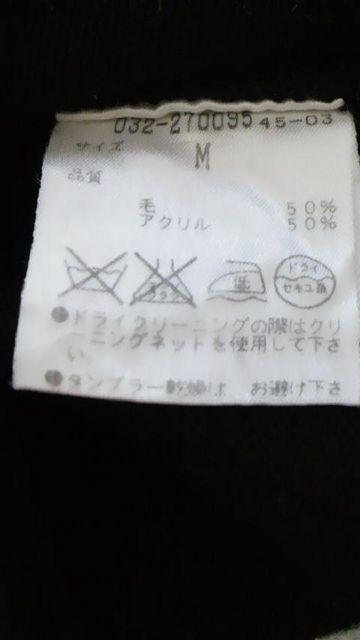 032-270095 45-03
サイズ
M
品質
毛 50%
アクリル 50%
低
ドライ
セキユ系
●ドライクリーニングの際はクリ
ーニングネットを使用して下さ
い
●タンブラー乾燥は お避け下さ